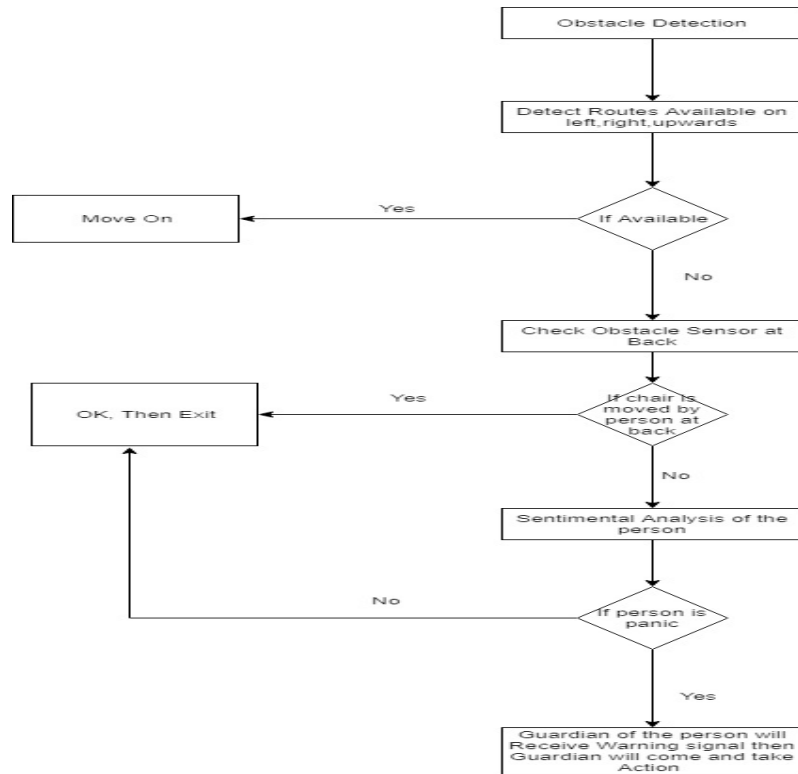 Obstacle Detection
Detect Routes Available on
left,right,upwards
If Available
Yes
Move On
No
Check Obstacle Sensor at
Back
If chair is
moved by
person at
back
Yes
OK, Then Exit
No
Sentimental Analysis of the
person
If person is
panic
No
Yes
Guardian of the person will
Receive Warning signal then
Guardian will come and take
Action